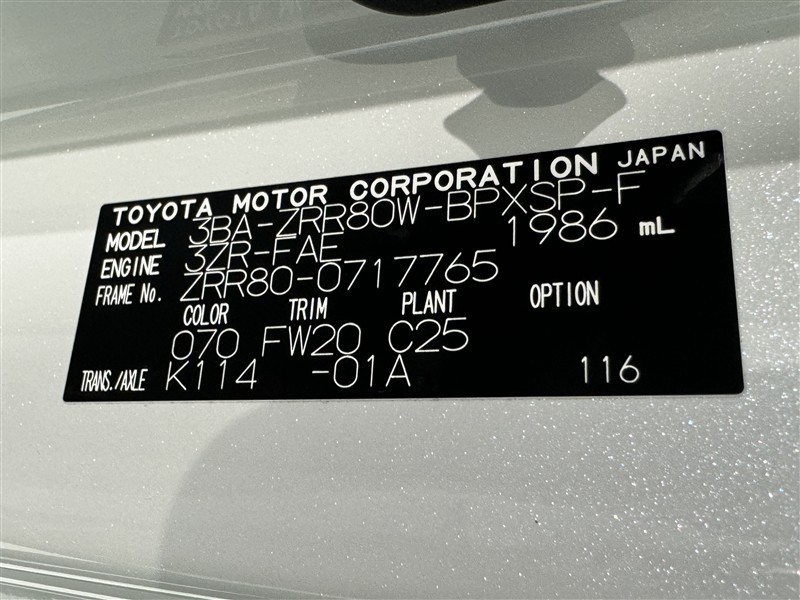 TOYOTA MOTOR CORPORATION JAPAN
MODEL 3BA-ZRR80W-BPXSP-F
ENGINE 3ZR-FAE 1986 mL
FRAME No. ZRR80-0717765
COLOR TRIM PLANT OPTION
070 FW20 C25
TRANS./AXLE K114 -01A 116